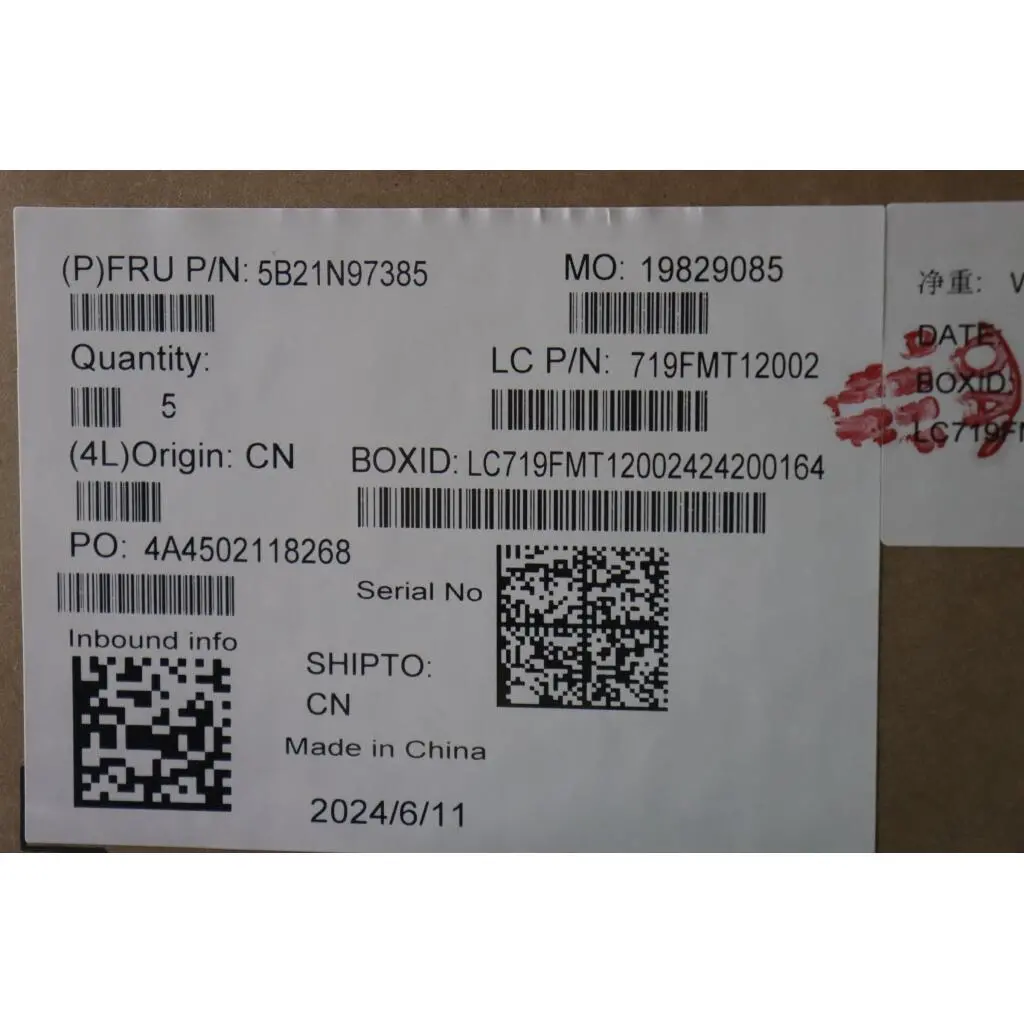 (P)FRU P/N: 5B21N97385
MO: 19829085
Quantity:
5
LC P/N: 719FMT12002
(4L)Origin: CN
BOXID: LC719FMT12002424200164
PO: 4A4502118268
Serial No
Inbound info
SHIPTO:
CN
Made in China
2024/6/11
净重:
DATE:
BOXID:
LC719F